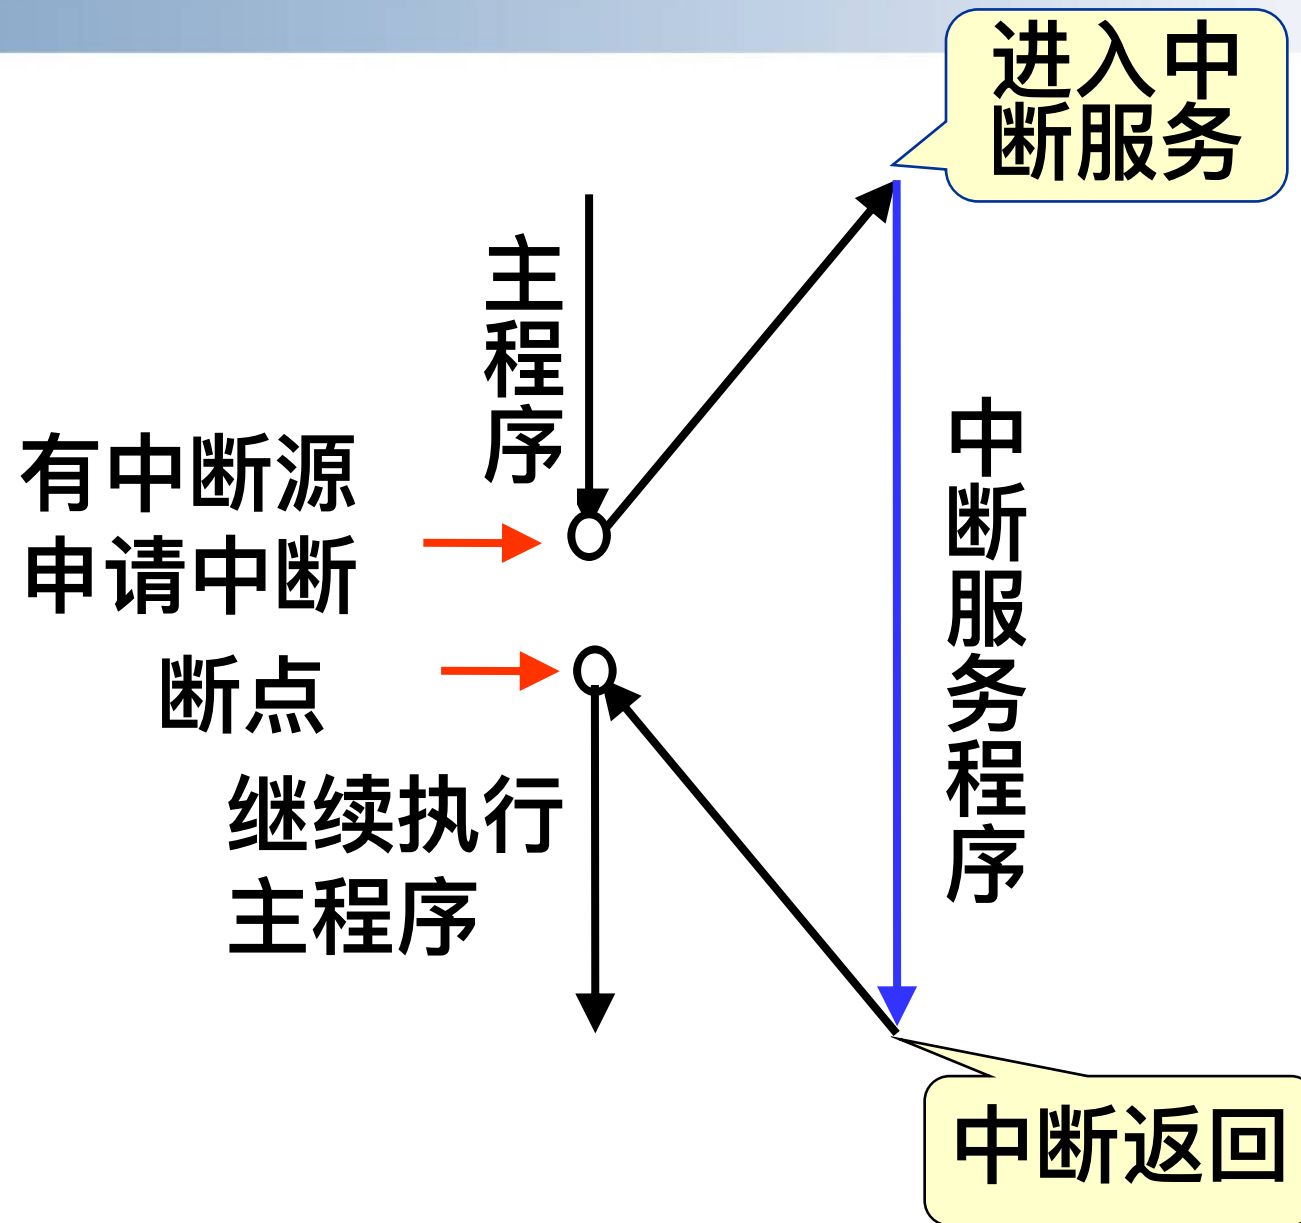 进入中
断服务
主程序
有中断源
申请中断
断点
继续执行
主程序
中断服务程序
中断返回